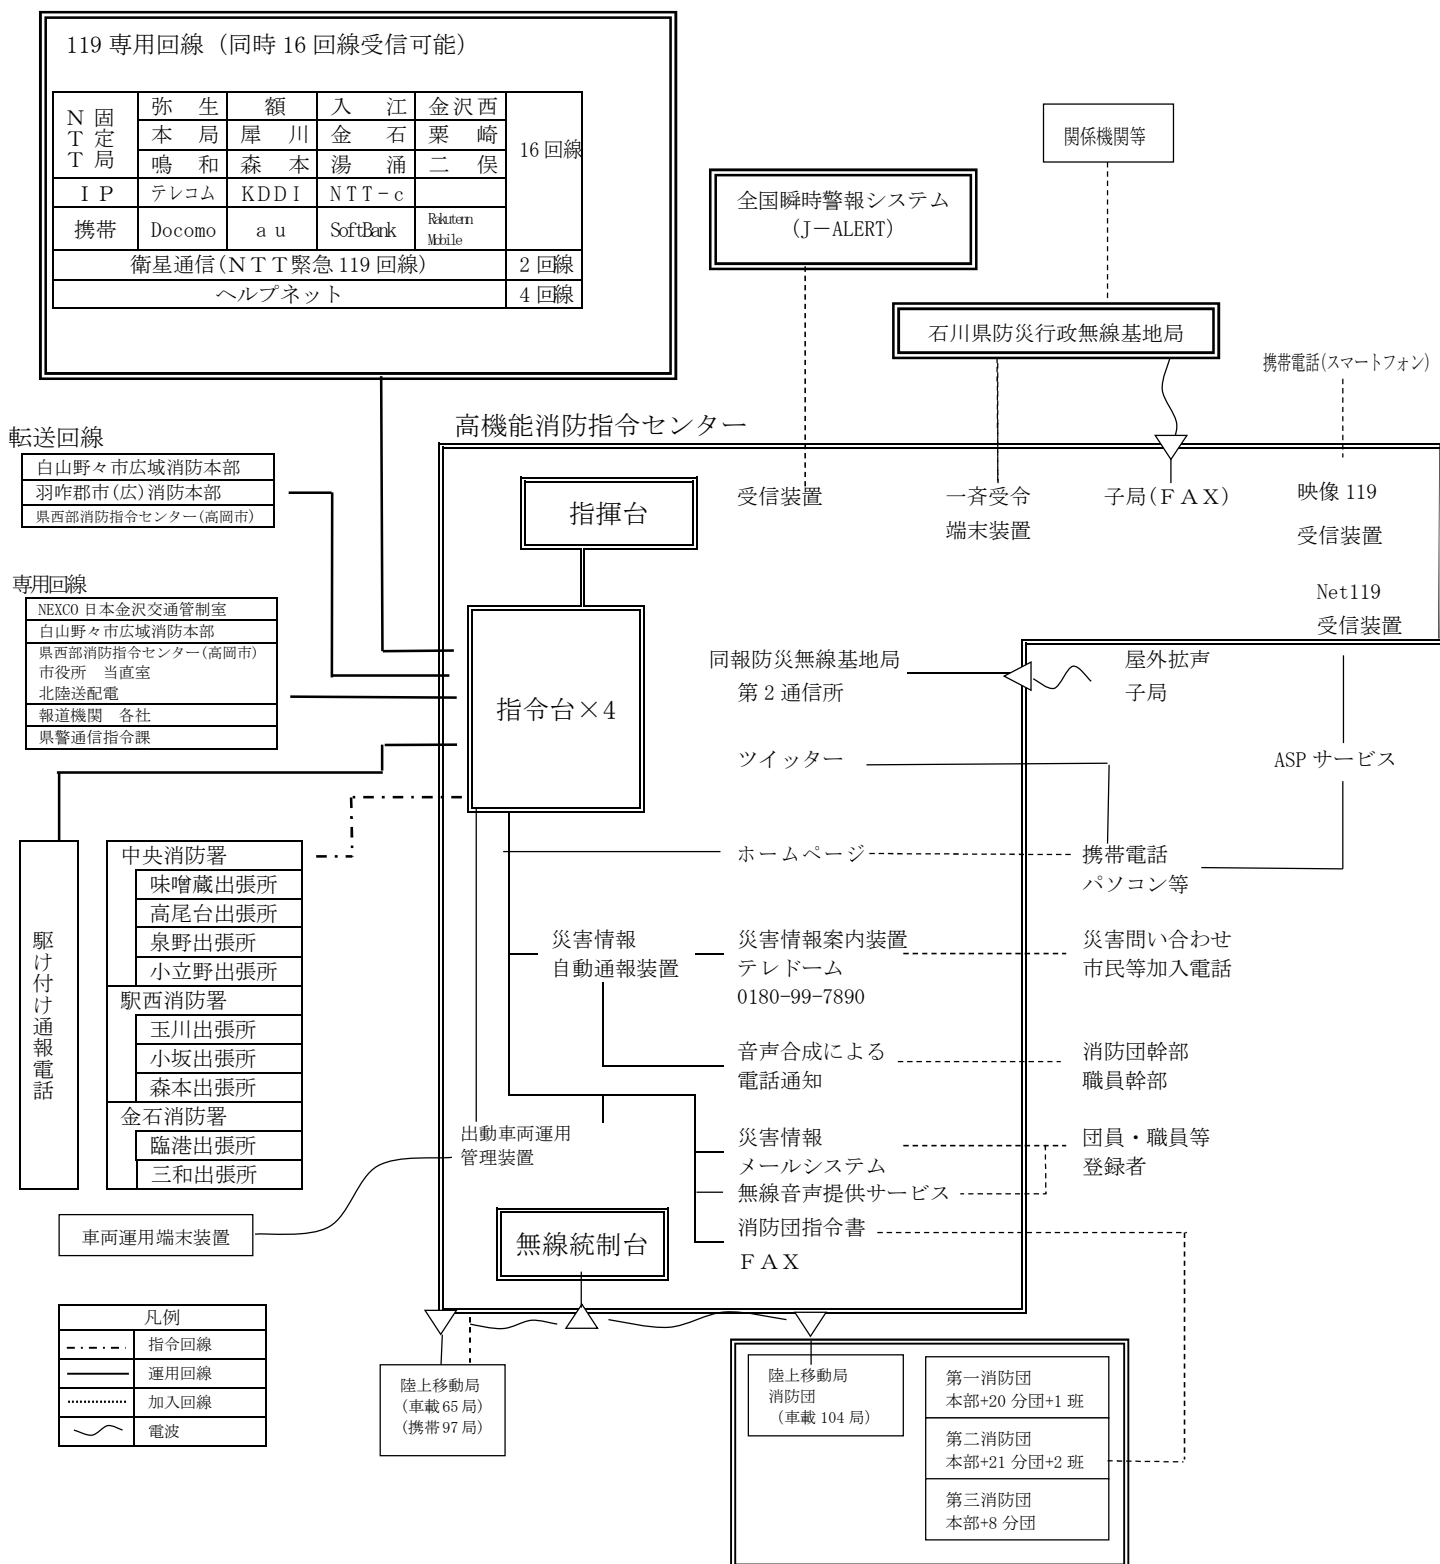 119 専用回線（同時 16 回線受信可能）
ＮＴＴ 固定局
弥 生 額 入 江 金沢西
本 局 犀 川 金 石 粟 崎
鳴 和 森 本 湯 涌 二 俣
16 回線
ＩＰ テレコム KDDI NTT-c
携帯 Docomo au SoftBank Rakutenn Mobile
衛星通信(ＮＴＴ緊急 119 回線) 2 回線
ヘルプネット 4 回線
関係機関等
全国瞬時警報システム
(J－ALERT)
石川県防災行政無線基地局
携帯電話(スマートフォン)
高機能消防指令センター
転送回線
白山野々市広域消防本部
羽咋郡市(広)消防本部
県西部消防指令センター(高岡市)
指揮台
受信装置
一斉受令
端末装置
子局(ＦＡＸ)
映像 119
受信装置
Net119
受信装置
専用回線
NEXCO 日本金沢交通管制室
白山野々市広域消防本部
県西部消防指令センター(高岡市)
市役所　当直室
北陸送配電
報道機関　各社
県警通信指令課
指令台×4
同報防災無線基地局
第 2 通信所
屋外拡声
子局
ツイッター
ASP サービス
ホームページ
携帯電話
パソコン等
駆け付け通報電話
中央消防署
味噌蔵出張所
高尾台出張所
泉野出張所
小立野出張所
駅西消防署
玉川出張所
小坂出張所
森本出張所
金石消防署
臨港出張所
三和出張所
災害情報
自動通報装置
災害情報案内装置
テレドーム
0180-99-7890
災害問い合わせ
市民等加入電話
音声合成による
電話通知
消防団幹部
職員幹部
出動車両運用
管理装置
災害情報
メールシステム
無線音声提供サービス
団員・職員等
登録者
消防団指令書
ＦＡＸ
車両運用端末装置
無線統制台
凡例
指令回線
運用回線
加入回線
電波
陸上移動局
(車載 65 局)
(携帯 97 局)
陸上移動局
消防団
（車載 104 局）
第一消防団
本部+20 分団+1 班
第二消防団
本部+21 分団+2 班
第三消防団
本部+8 分団